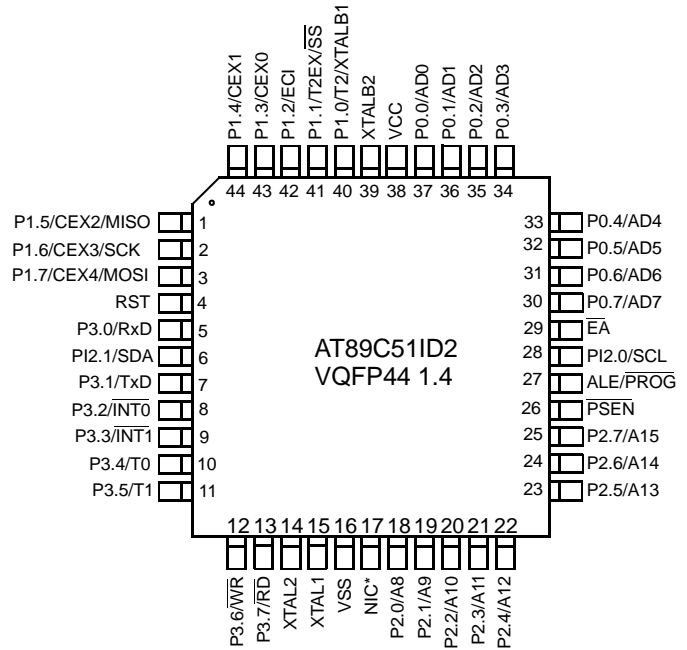 P1.4/CEX1
P1.3/CEX0
P1.2/ECI
P1.1/T2EX/S̅S̅
P1.0/T2/XTALB1
XTALB2
VCC
P0.0/AD0
P0.1/AD1
P0.2/AD2
P0.3/AD3
44 43 42 41 40 39 38 37 36 35 34
P1.5/CEX2/MISO 1
P1.6/CEX3/SCK 2
P1.7/CEX4/MOSI 3
RST 4
P3.0/RxD 5
PI2.1/SDA 6
P3.1/TxD 7
P3.2/I̅N̅T̅0̅ 8
P3.3/I̅N̅T̅1̅ 9
P3.4/T0 10
P3.5/T1 11
AT89C51ID2
VQFP44 1.4
33 P0.4/AD4
32 P0.5/AD5
31 P0.6/AD6
30 P0.7/AD7
29 E̅A̅
28 PI2.0/SCL
27 ALE/P̅R̅O̅G̅
26 P̅S̅E̅N̅
25 P2.7/A15
24 P2.6/A14
23 P2.5/A13
12 13 14 15 16 17 18 19 20 21 22
P3.6/W̅R̅
P3.7/R̅D̅
XTAL2
XTAL1
VSS
NIC*
P2.0/A8
P2.1/A9
P2.2/A10
P2.3/A11
P2.4/A12